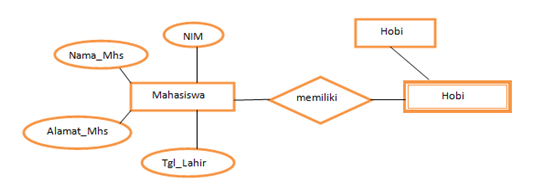 NIM
Hobi
Nama_Mhs
Mahasiswa
memiliki
Hobi
Alamat_Mhs
Tgl_Lahir